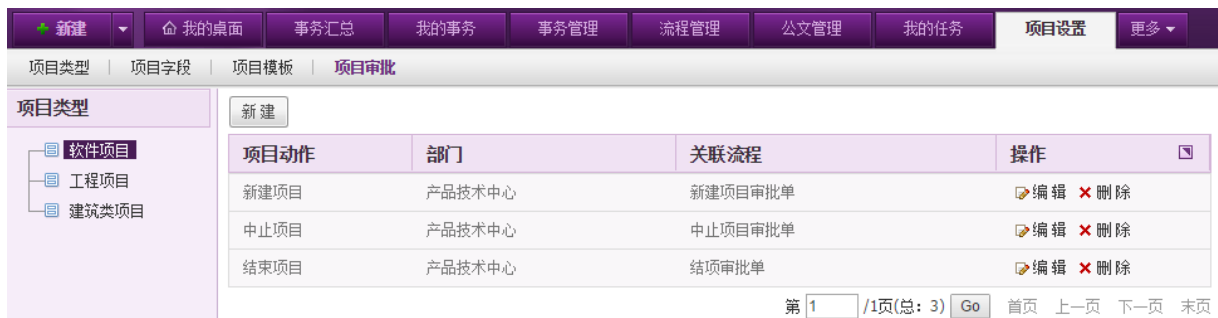 新建 我的桌面 事务汇总 我的事务 事务管理 流程管理 公文管理 我的任务 项目设置 更多
项目类型 | 项目字段 | 项目模板 | 项目审批
项目类型
软件项目
工程项目
建筑类项目
新建
项目动作 部门 关联流程 操作
新建项目 产品技术中心 新建项目审批单 编辑 删除
中止项目 产品技术中心 中止项目审批单 编辑 删除
结束项目 产品技术中心 结项审批单 编辑 删除
第 1 /1页(总：3) Go 首页 上一页 下一页 末页